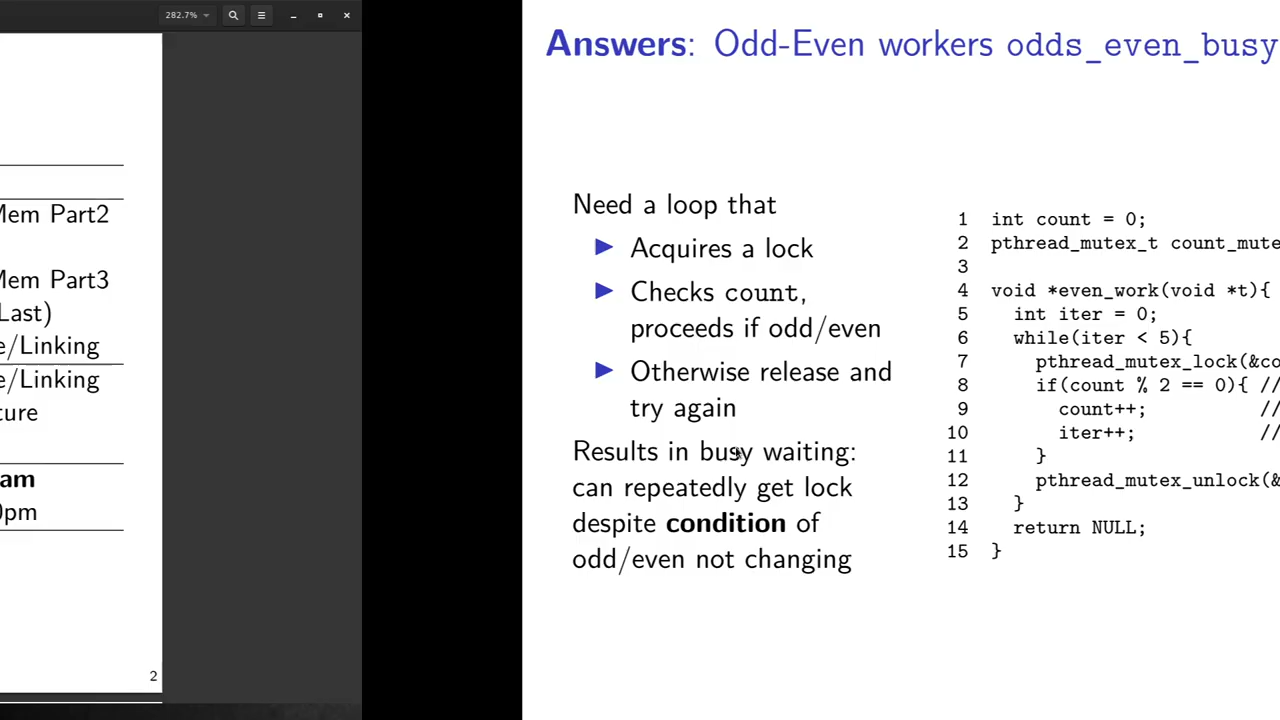 282.7%
Mem Part2
Mem Part3
Last)
e/Linking
e/Linking
ture
am
0pm
2
Answers: Odd-Even workers odds_even_busy
Need a loop that
▶ Acquires a lock
▶ Checks count,
proceeds if odd/even
▶ Otherwise release and
try again
Results in busy waiting:
can repeatedly get lock
despite condition of
odd/even not changing
1 int count = 0;
2 pthread_mutex_t count_mute
3
4 void *even_work(void *t){
5 int iter = 0;
6 while(iter < 5){
7 pthread_mutex_lock(&co
8 if(count % 2 == 0){ //
9 count++; //
10 iter++; //
11 }
12 pthread_mutex_unlock(&
13 }
14 return NULL;
15 }